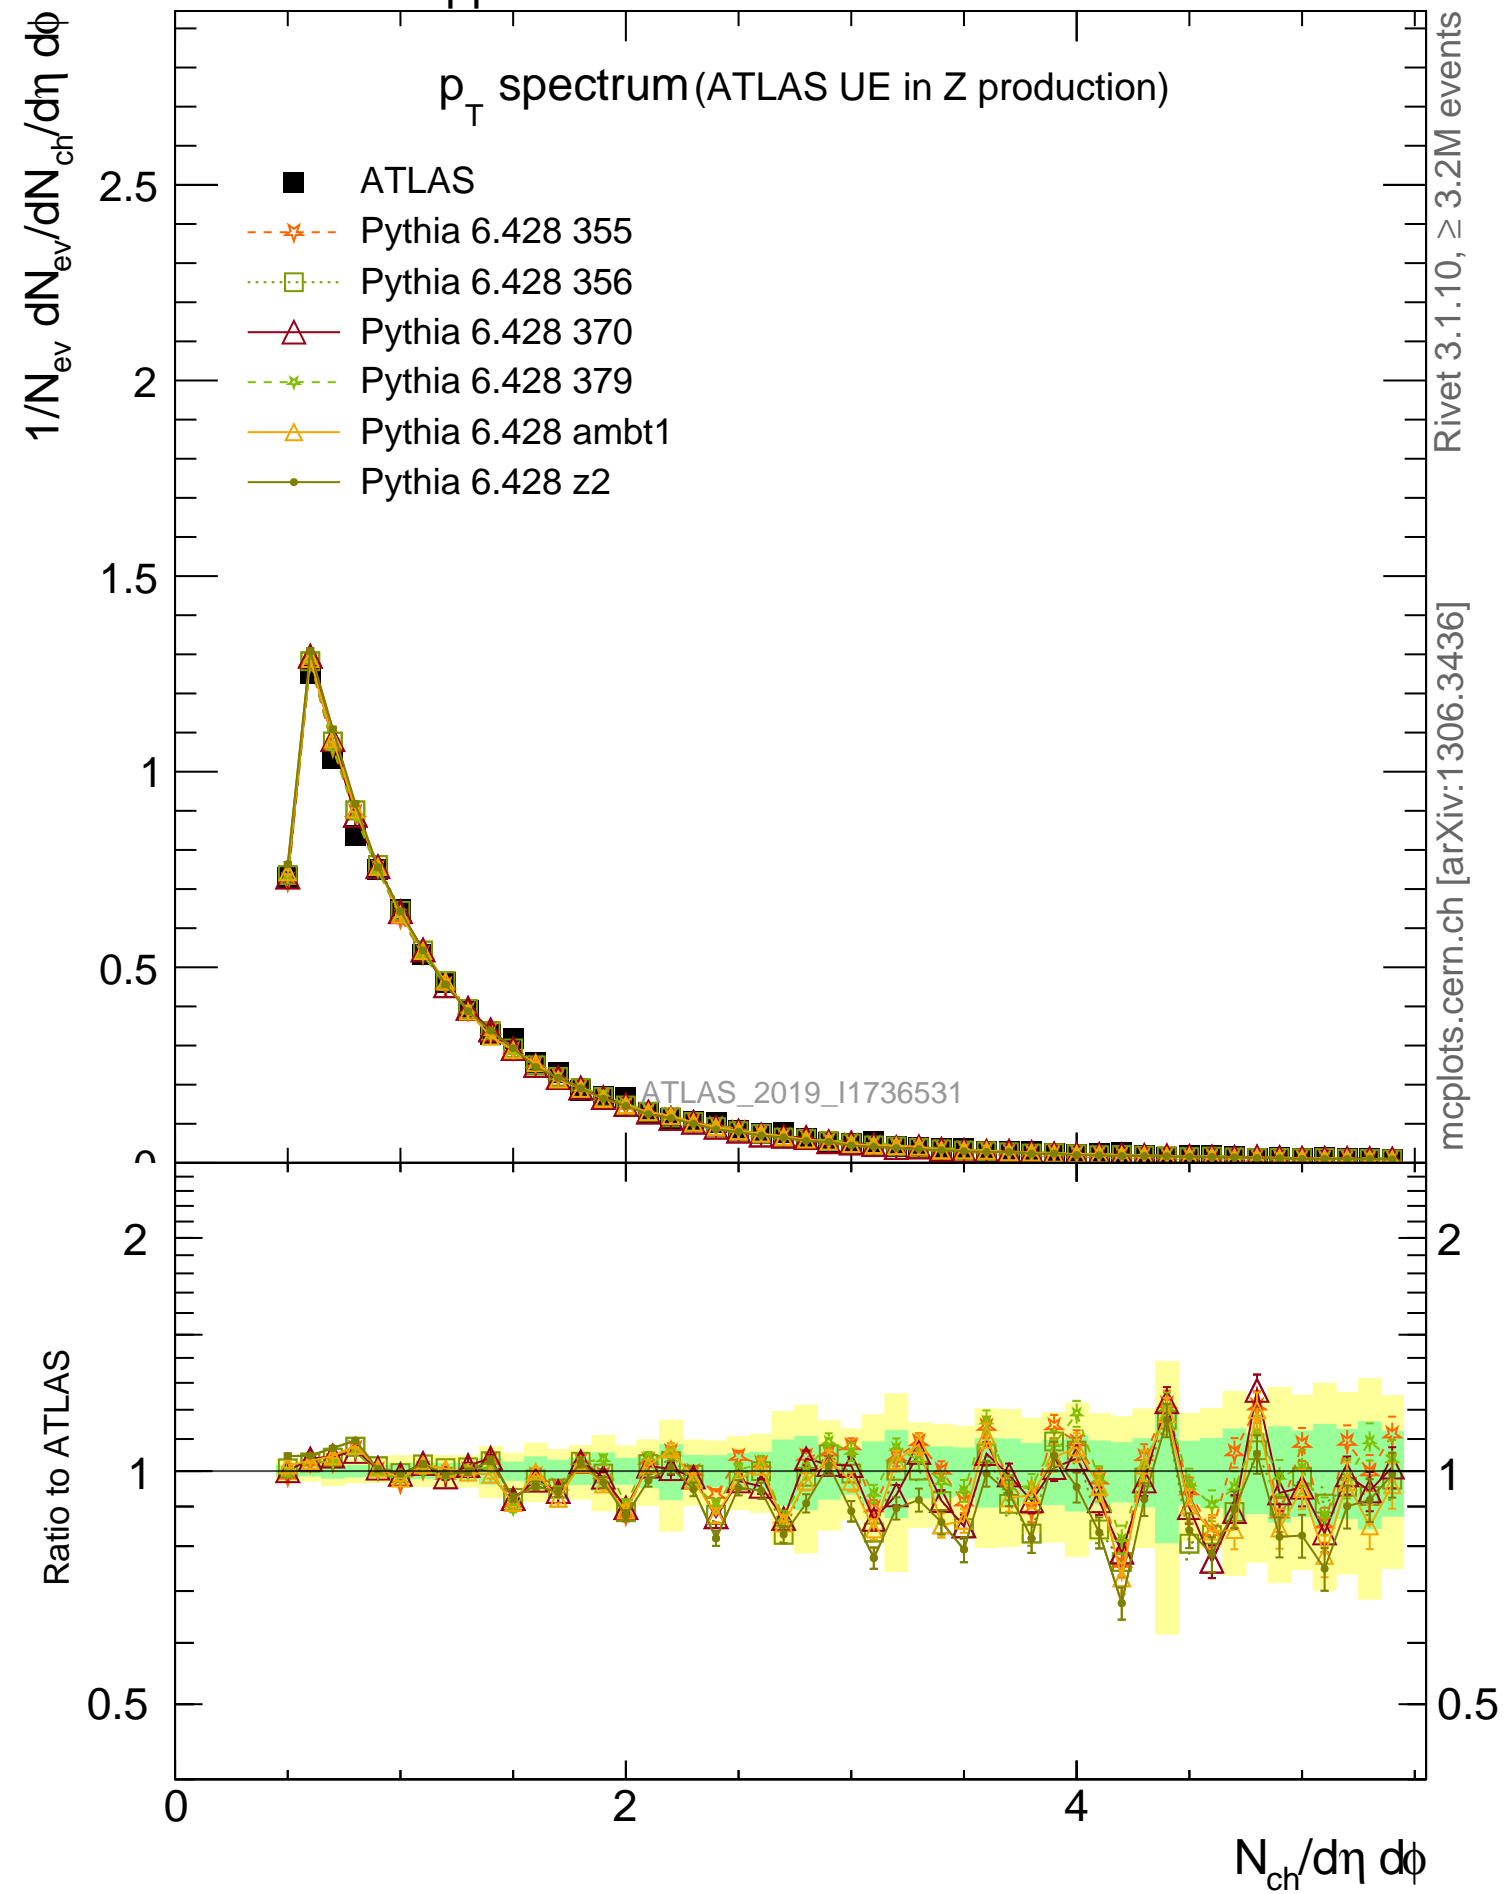 pp
1/N_ev dN_ev/dN_ch/dη dϕ
p_T spectrum (ATLAS UE in Z production)
ATLAS
Pythia 6.428 355
Pythia 6.428 356
Pythia 6.428 370
Pythia 6.428 379
Pythia 6.428 ambt1
Pythia 6.428 z2
2.5
2
1.5
1
0.5
0
ATLAS_2019_I1736531
Rivet 3.1.10, ≥ 3.2M events
mcplots.cern.ch [arXiv:1306.3436]
Ratio to ATLAS
2
1
0.5
2
1
0.5
0
2
4
N_ch/dη dϕ